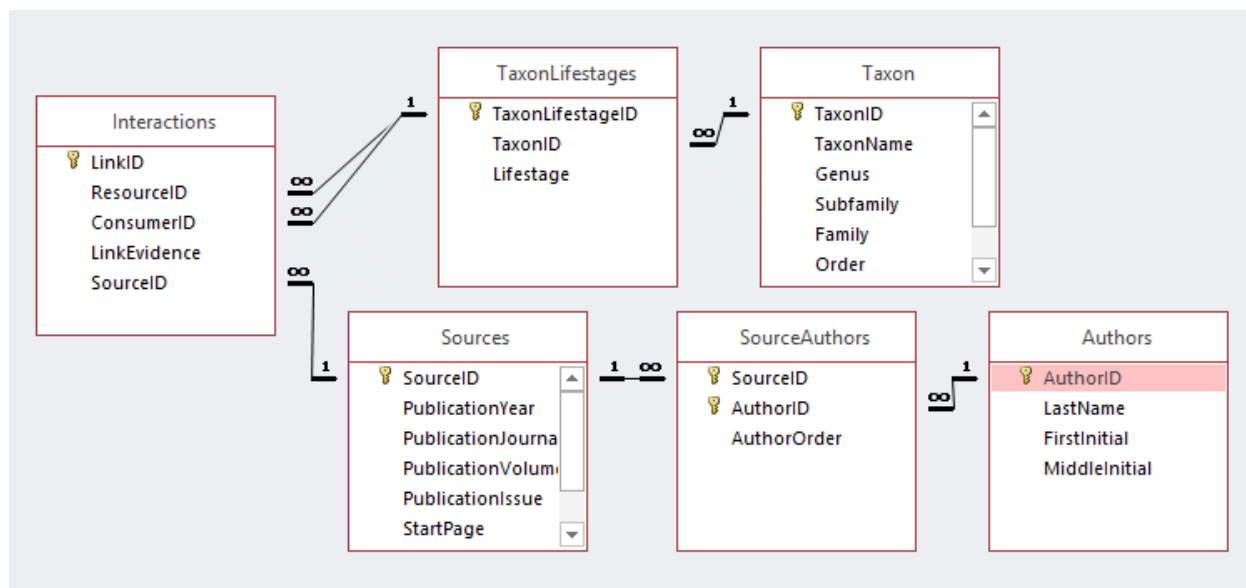 Interactions
LinkID
ResourceID
ConsumerID
LinkEvidence
SourceID
1
∞
∞
∞
1
TaxonLifestages
TaxonLifestageID
TaxonID
Lifestage
1
∞
Taxon
TaxonID
TaxonName
Genus
Subfamily
Family
Order
Sources
SourceID
PublicationYear
PublicationJourna
PublicationVolum
PublicationIssue
StartPage
1 ∞
SourceAuthors
SourceID
AuthorID
AuthorOrder
1
∞
Authors
AuthorID
LastName
FirstInitial
MiddleInitial